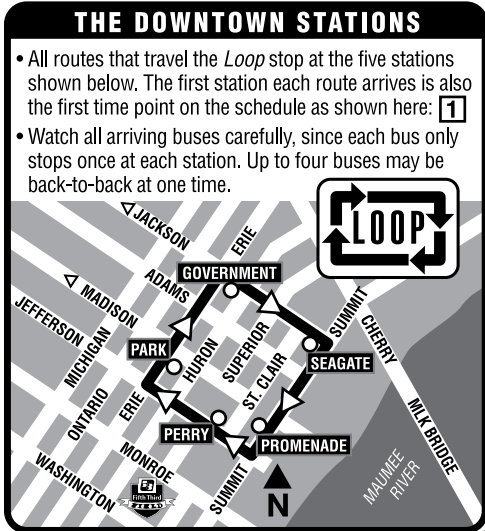 THE DOWNTOWN STATIONS
• All routes that travel the Loop stop at the five stations
shown below. The first station each route arrives is also
the first time point on the schedule as shown here: 1
• Watch all arriving buses carefully, since each bus only
stops once at each station. Up to four buses may be
back-to-back at one time.
LOOP
JACKSON
ERIE
ADAMS
GOVERNMENT
MADISON
JEFFERSON
MICHIGAN
SUMMIT
CHERRY
HURON
SUPERIOR
PARK
SEAGATE
ST. CLAIR
ONTARIO
ERIE
PERRY
PROMENADE
MLK BRIDGE
MONROE
WASHINGTON
Fifth Third
FIELD
SUMMIT
N
MAUMEE
RIVER